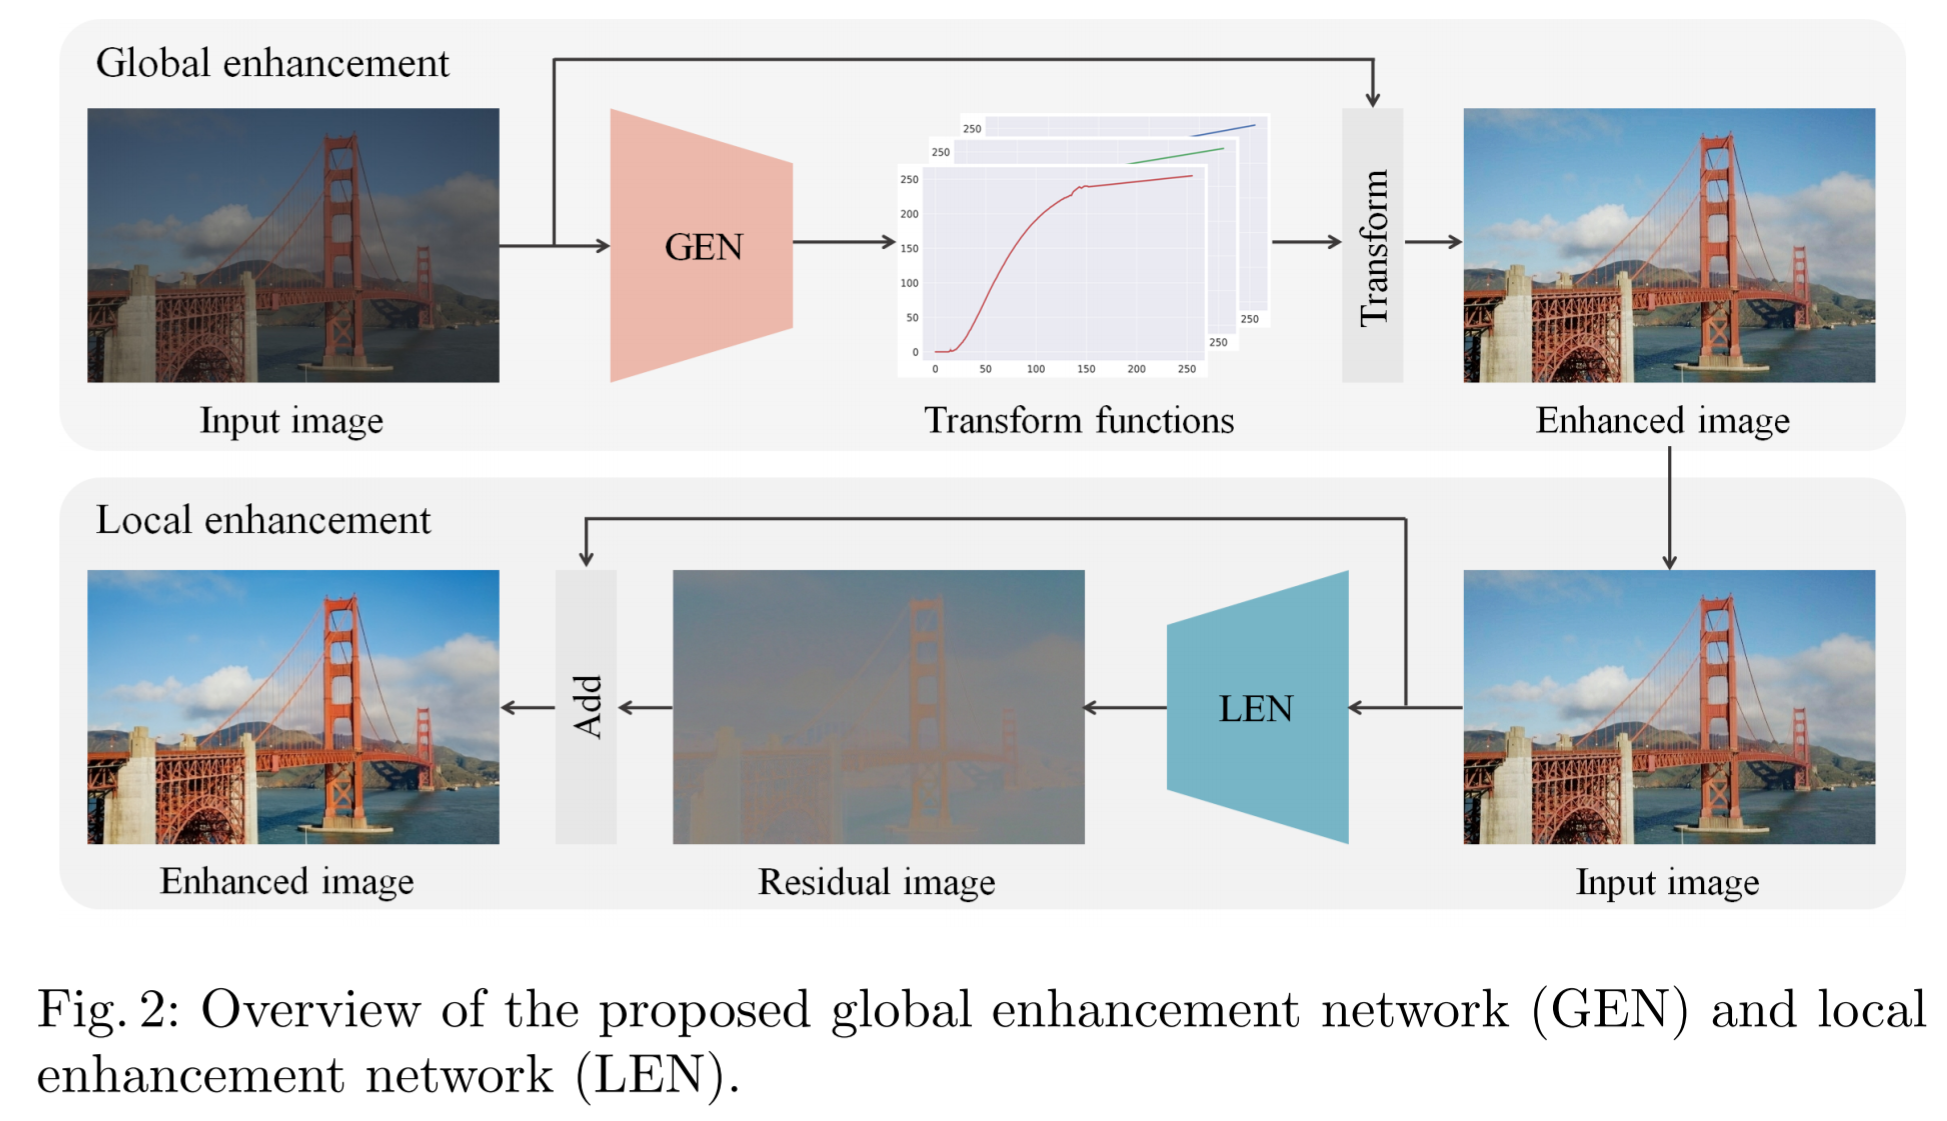 Global enhancement
GEN
250
250
250
200
150
100
50
0
0 50 100 150 200 250
250
250
Transform
Input image
Transform functions
Enhanced image
Local enhancement
Add
LEN
Enhanced image
Residual image
Input image
Fig. 2: Overview of the proposed global enhancement network (GEN) and local
enhancement network (LEN).